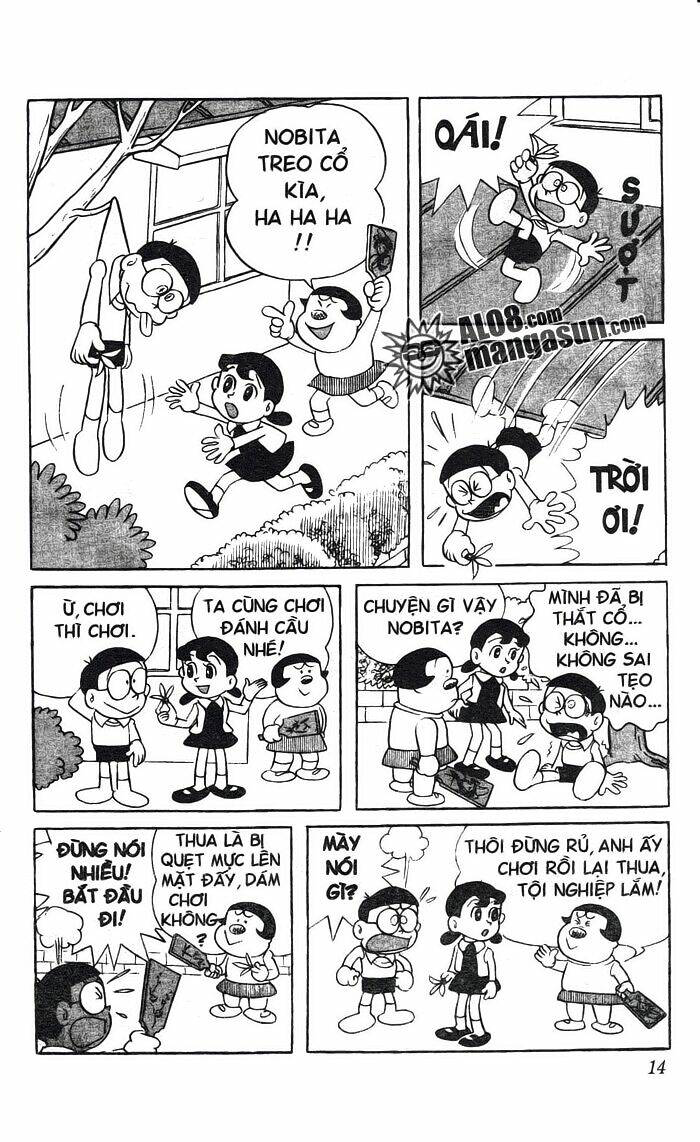 QÁI!
SƯỢT
TRỜI
ƠI!
NOBITA
TREO CỔ
KÌA,
HA HA HA
!!
ALO8.com
mangasun.com
MÌNH ĐÃ BỊ
THẮT CỔ...
KHÔNG...
KHÔNG SAI
TẸO
NÀO...
CHUYỆN GÌ VẬY
NOBITA?
TA CÙNG CHƠI
ĐÁNH CẦU
NHÉ!
Ừ, CHƠI
THÌ CHƠI.
THÔI ĐỪNG RỦ, ANH ẤY
CHƠI RỒI LẠI THUA,
TỘI NGHIỆP LẮM!
MÀY
NÓI
GÌ?
THUA LÀ BỊ
QUẸT MỰC LÊN
MẶT ĐẤY, DÁM
CHƠI
KHÔNG
?
ĐỪNG NÓI
NHIỀU!
BẮT ĐẦU
ĐI!
14